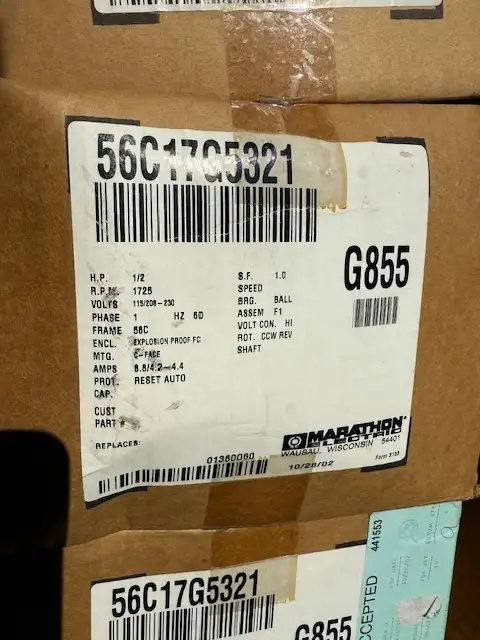 56C17G5321
G855
H.P. 1/2
R.P.M. 1725
VOLTS 115/208-230
PHASE 1 HZ 60
FRAME 56C
ENCL. EXPLOSION PROOF FC
MTG. C-FACE
AMPS 8.8/4.2-4.4
PROT. RESET AUTO
CAP.
CUST
PART #
REPLACES:
S.F. 1.0
SPEED
BRG. BALL
ASSEM F1
VOLT CON. HI
ROT. CCW REV
SHAFT
MARATHON
ELECTRIC
WAUSAU, WISCONSIN 54401
01360060
10/28/02
Form 5153
56C17G5321
G855
441553